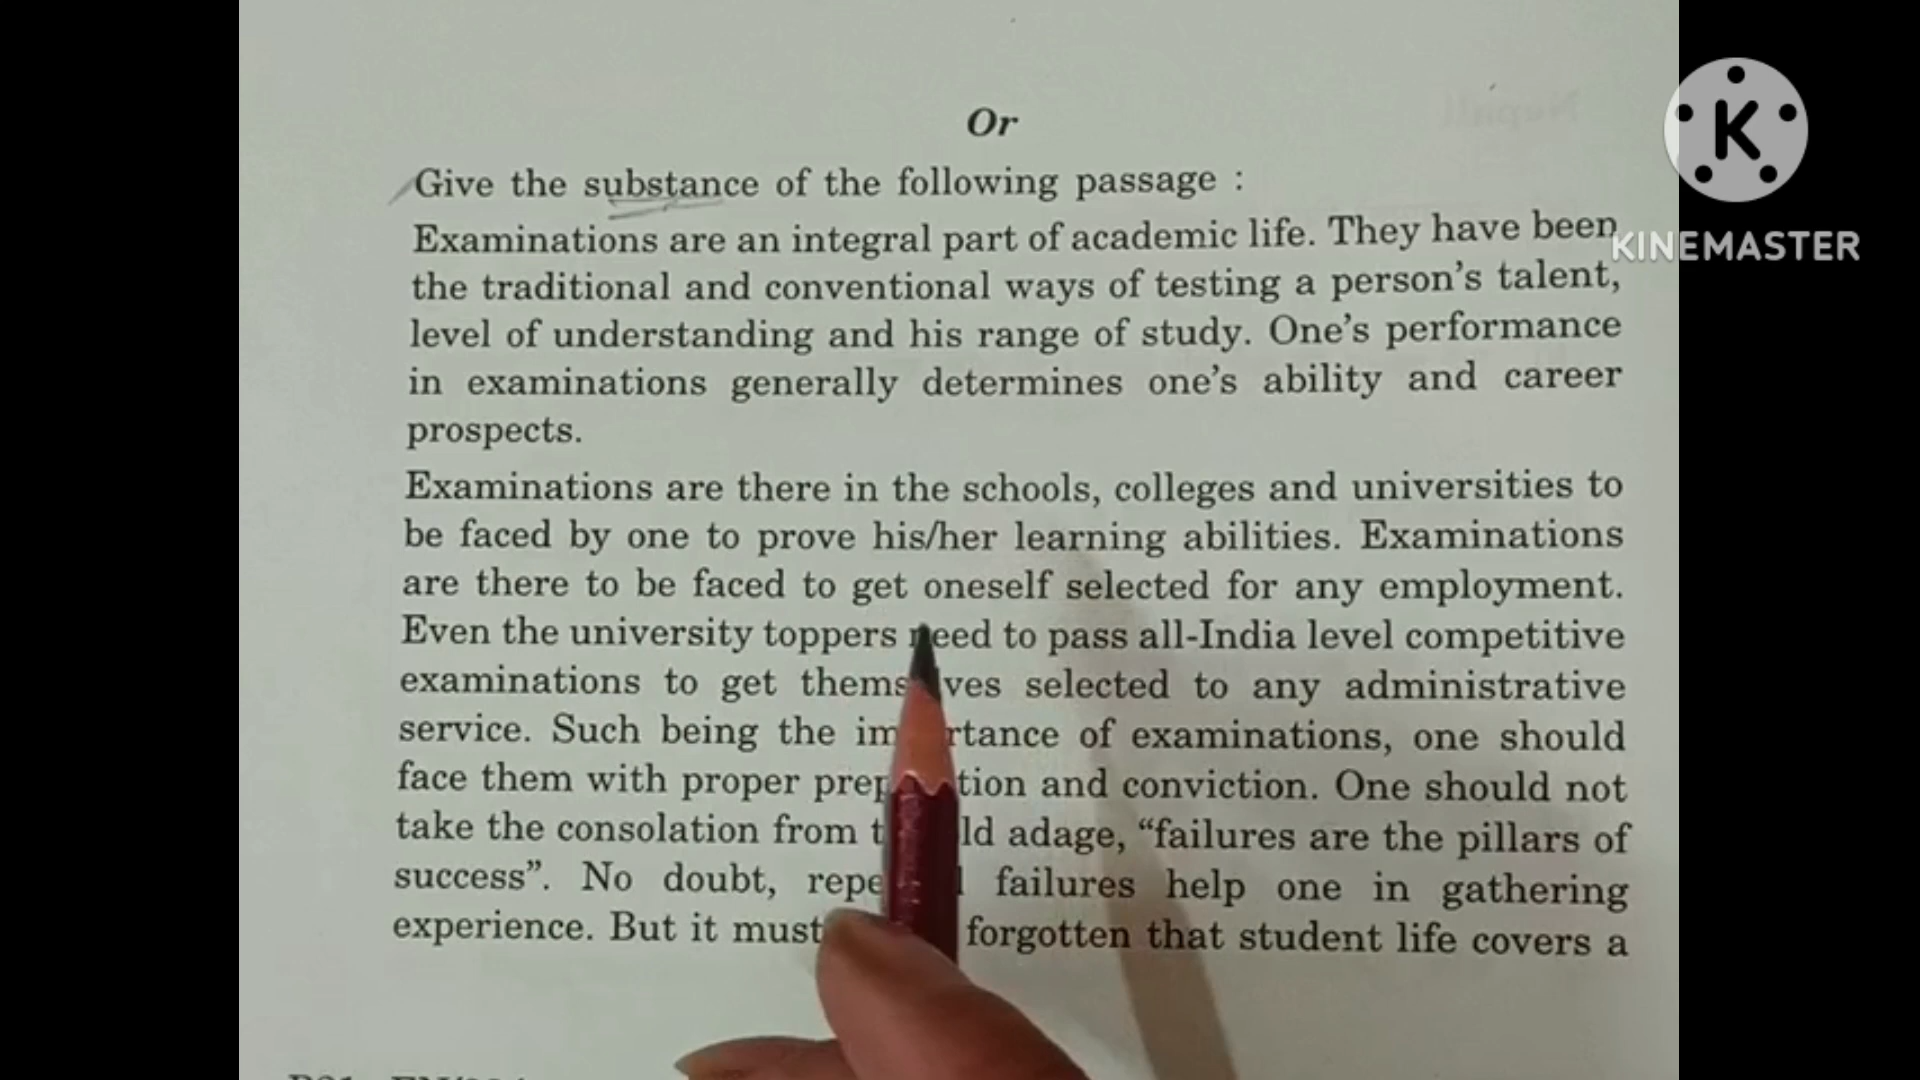 Or
Give the substance of the following passage :
Examinations are an integral part of academic life. They have been
the traditional and conventional ways of testing a person's talent,
level of understanding and his range of study. One's performance
in examinations generally determines one's ability and career
prospects.
Examinations are there in the schools, colleges and universities to
be faced by one to prove his/her learning abilities. Examinations
are there to be faced to get oneself selected for any employment.
Even the university toppers need to pass all-India level competitive
examinations to get themselves selected to any administrative
service. Such being the importance of examinations, one should
face them with proper preparation and conviction. One should not
take the consolation from ld adage, "failures are the pillars of
success". No doubt, failures help one in gathering
experience. But it must forgotten that student life covers a
K
KINEMASTER